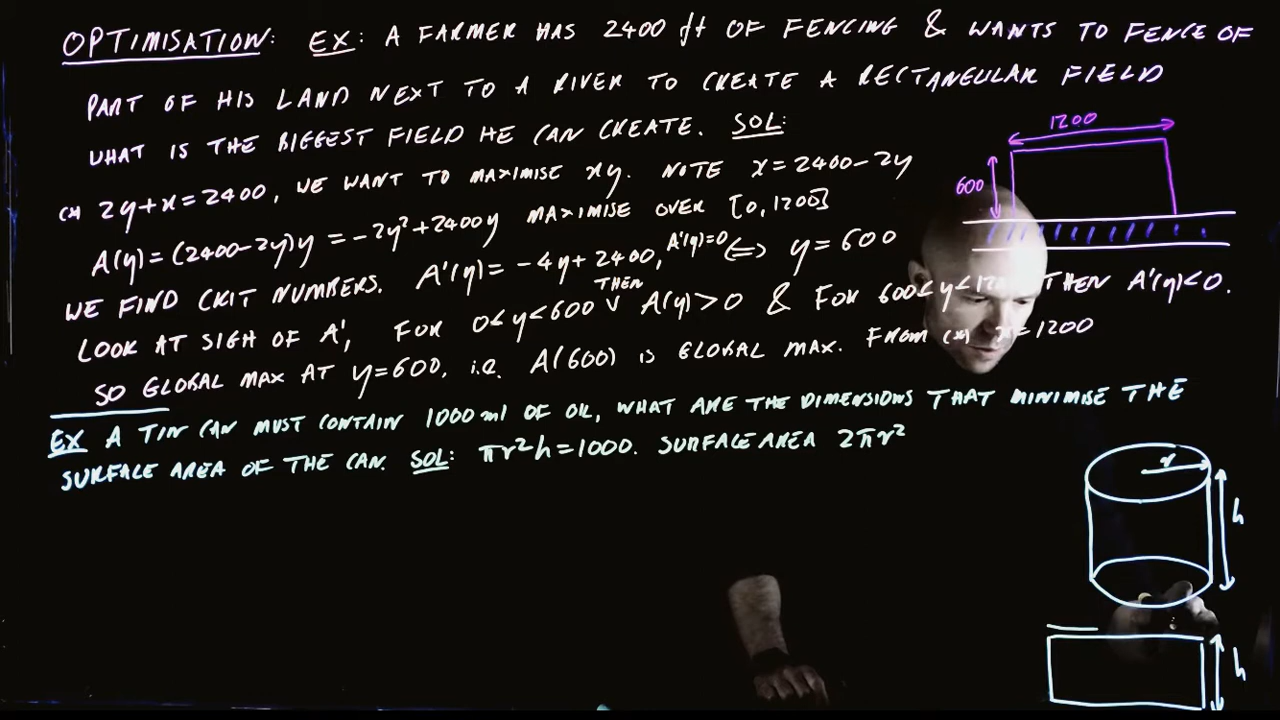 OPTIMISATION: EX: A FARMER HAS 2400 ft OF FENCING & WANTS TO FENCE OF
PART OF HIS LAND NEXT TO A RIVER TO CREATE A RECTANGULAR FIELD
WHAT IS THE BIGGEST FIELD HE CAN CREATE. SOL:
1200
600
(*) 2y+x=2400, WE WANT TO MAXIMISE xy. NOTE x=2400-2y
A(y)=(2400-2y)y = -2y²+2400y MAXIMISE OVER [0,1200]
WE FIND CRIT NUMBERS. A'(y)= -4y+2400, A'(y)=0 <=> y=600
LOOK AT SIGN OF A', FOR 0<y<600 THEN A(y)>0 & FOR 600<y<12 THEN A'(y)<0.
SO GLOBAL MAX AT y=600, i.e. A(600) IS GLOBAL MAX. FROM (*) x=1200
EX A TIN CAN MUST CONTAIN 1000ml OF OIL, WHAT ARE THE DIMENSIONS THAT MINIMISE THE
SURFACE AREA OF THE CAN. SOL: πr²h=1000. SURFACE AREA 2πr²
r
h
h